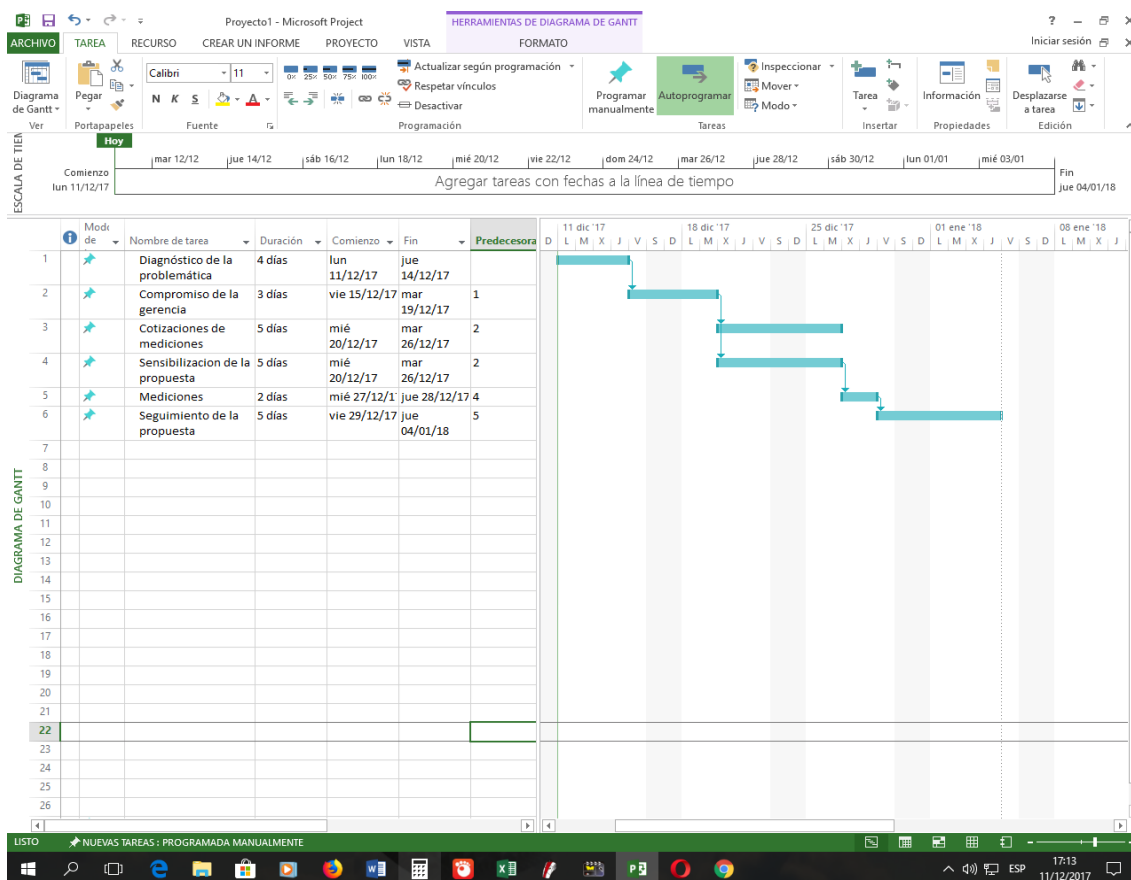 Proyecto1 - Microsoft Project
HERRAMIENTAS DE DIAGRAMA DE GANTT
?
ARCHIVO TAREA RECURSO CREAR UN INFORME PROYECTO VISTA FORMATO
Iniciar sesión
Diagrama de Gantt
Ver
Pegar
Portapapeles
Calibri 11
N K S A
Fuente
0% 25% 50% 75% 100%
Actualizar según programación
Respetar vínculos
Desactivar
Programación
Programar manualmente
Autoprogramar
Inspeccionar
Mover
Modo
Tareas
Tarea
Insertar
Información
Propiedades
Desplazarse a tarea
Edición
ESCALA DE TIEM
Hoy
mar 12/12 jue 14/12 sáb 16/12 lun 18/12 mié 20/12 vie 22/12 dom 24/12 mar 26/12 jue 28/12 sáb 30/12 lun 01/01 mié 03/01
Comienzo
lun 11/12/17
Agregar tareas con fechas a la línea de tiempo
Fin
jue 04/01/18
Modo de
Nombre de tarea Duración Comienzo Fin Predecesora
11 dic '17 18 dic '17 25 dic '17 01 ene '18 08 ene '18
D L M X J V S D L M X J V S D L M X J V S D L M X J V S D L M X J
1 Diagnóstico de la problemática 4 días lun 11/12/17 jue 14/12/17
2 Compromiso de la gerencia 3 días vie 15/12/17 mar 19/12/17 1
3 Cotizaciones de mediciones 5 días mié 20/12/17 mar 26/12/17 2
4 Sensibilizacion de la propuesta 5 días mié 20/12/17 mar 26/12/17 2
5 Mediciones 2 días mié 27/12/1 jue 28/12/17 4
6 Seguimiento de la propuesta 5 días vie 29/12/17 jue 04/01/18 5
7
8
9
10
11
12
13
14
15
16
17
18
19
20
21
22
23
24
25
26
DIAGRAMA DE GANTT
LISTO NUEVAS TAREAS : PROGRAMADA MANUALMENTE
ESP
17:13
11/12/2017